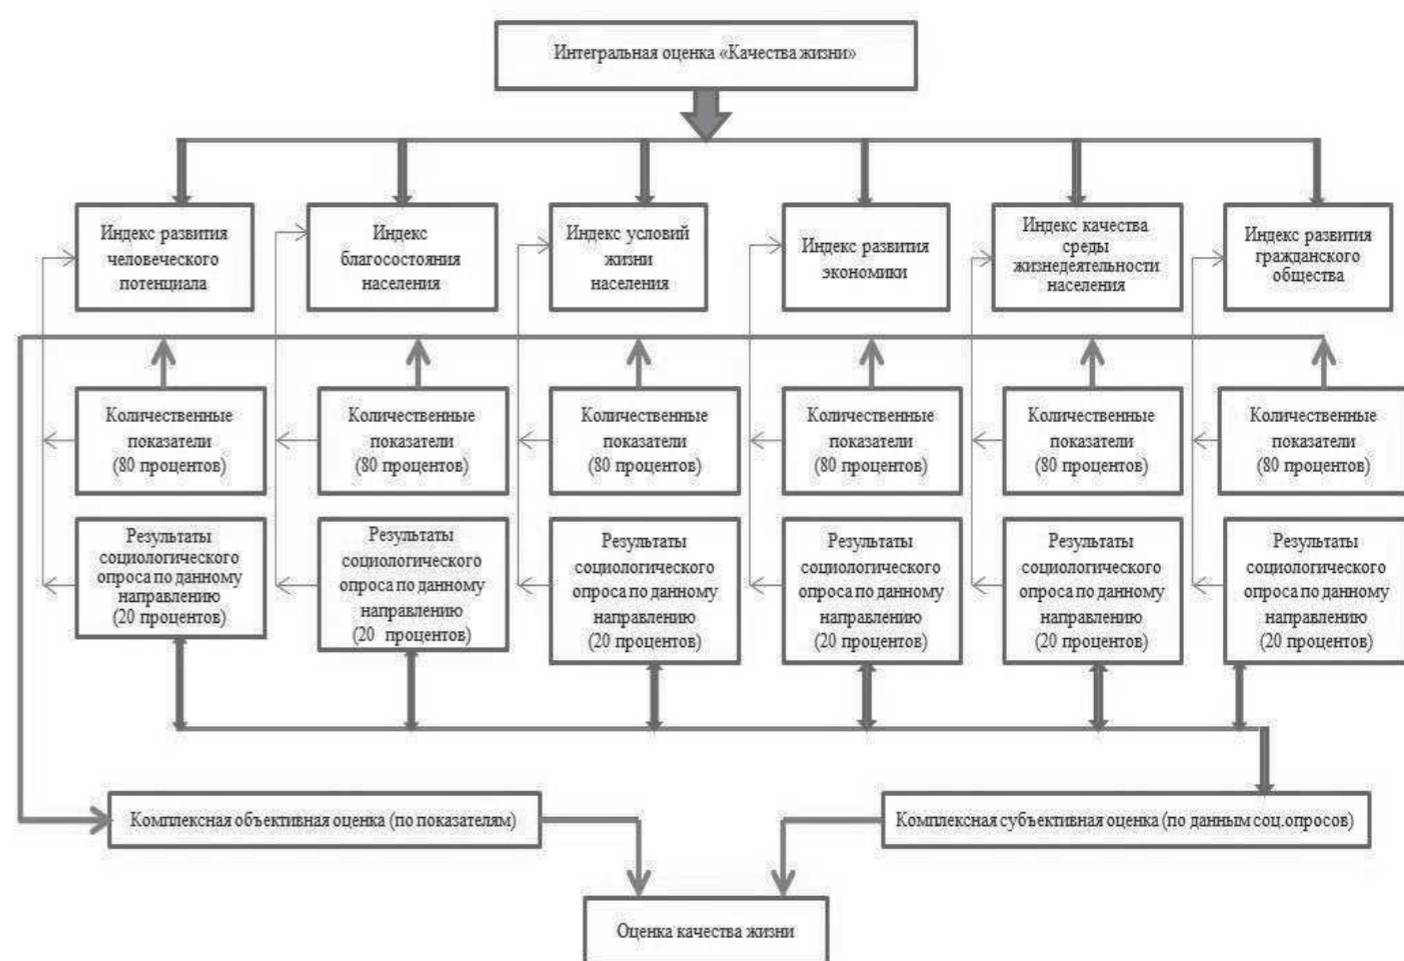 Интегральная оценка «Качества жизни»
Индекс развития
человеческого
потенциала
Индекс
благосостояния
населения
Индекс условий
жизни
населения
Индекс развития
экономики
Индекс качества
среды
жизнедеятельности
населения
Индекс развития
гражданского
общества
Количественные
показатели
(80 процентов)
Количественные
показатели
(80 процентов)
Количественные
показатели
(80 процентов)
Количественные
показатели
(80 процентов)
Количественные
показатели
(80 процентов)
Количественные
показатели
(80 процентов)
Результаты
социологического
опроса по данному
направлению
(20 процентов)
Результаты
социологического
опроса по данному
направлению
(20 процентов)
Результаты
социологического
опроса по данному
направлению
(20 процентов)
Результаты
социологического
опроса по данному
направлению
(20 процентов)
Результаты
социологического
опроса по данному
направлению
(20 процентов)
Результаты
социологического
опроса по данному
направлению
(20 процентов)
Комплексная объективная оценка (по показателям)
Комплексная субъективная оценка (по данным соц.опросов)
Оценка качества жизни